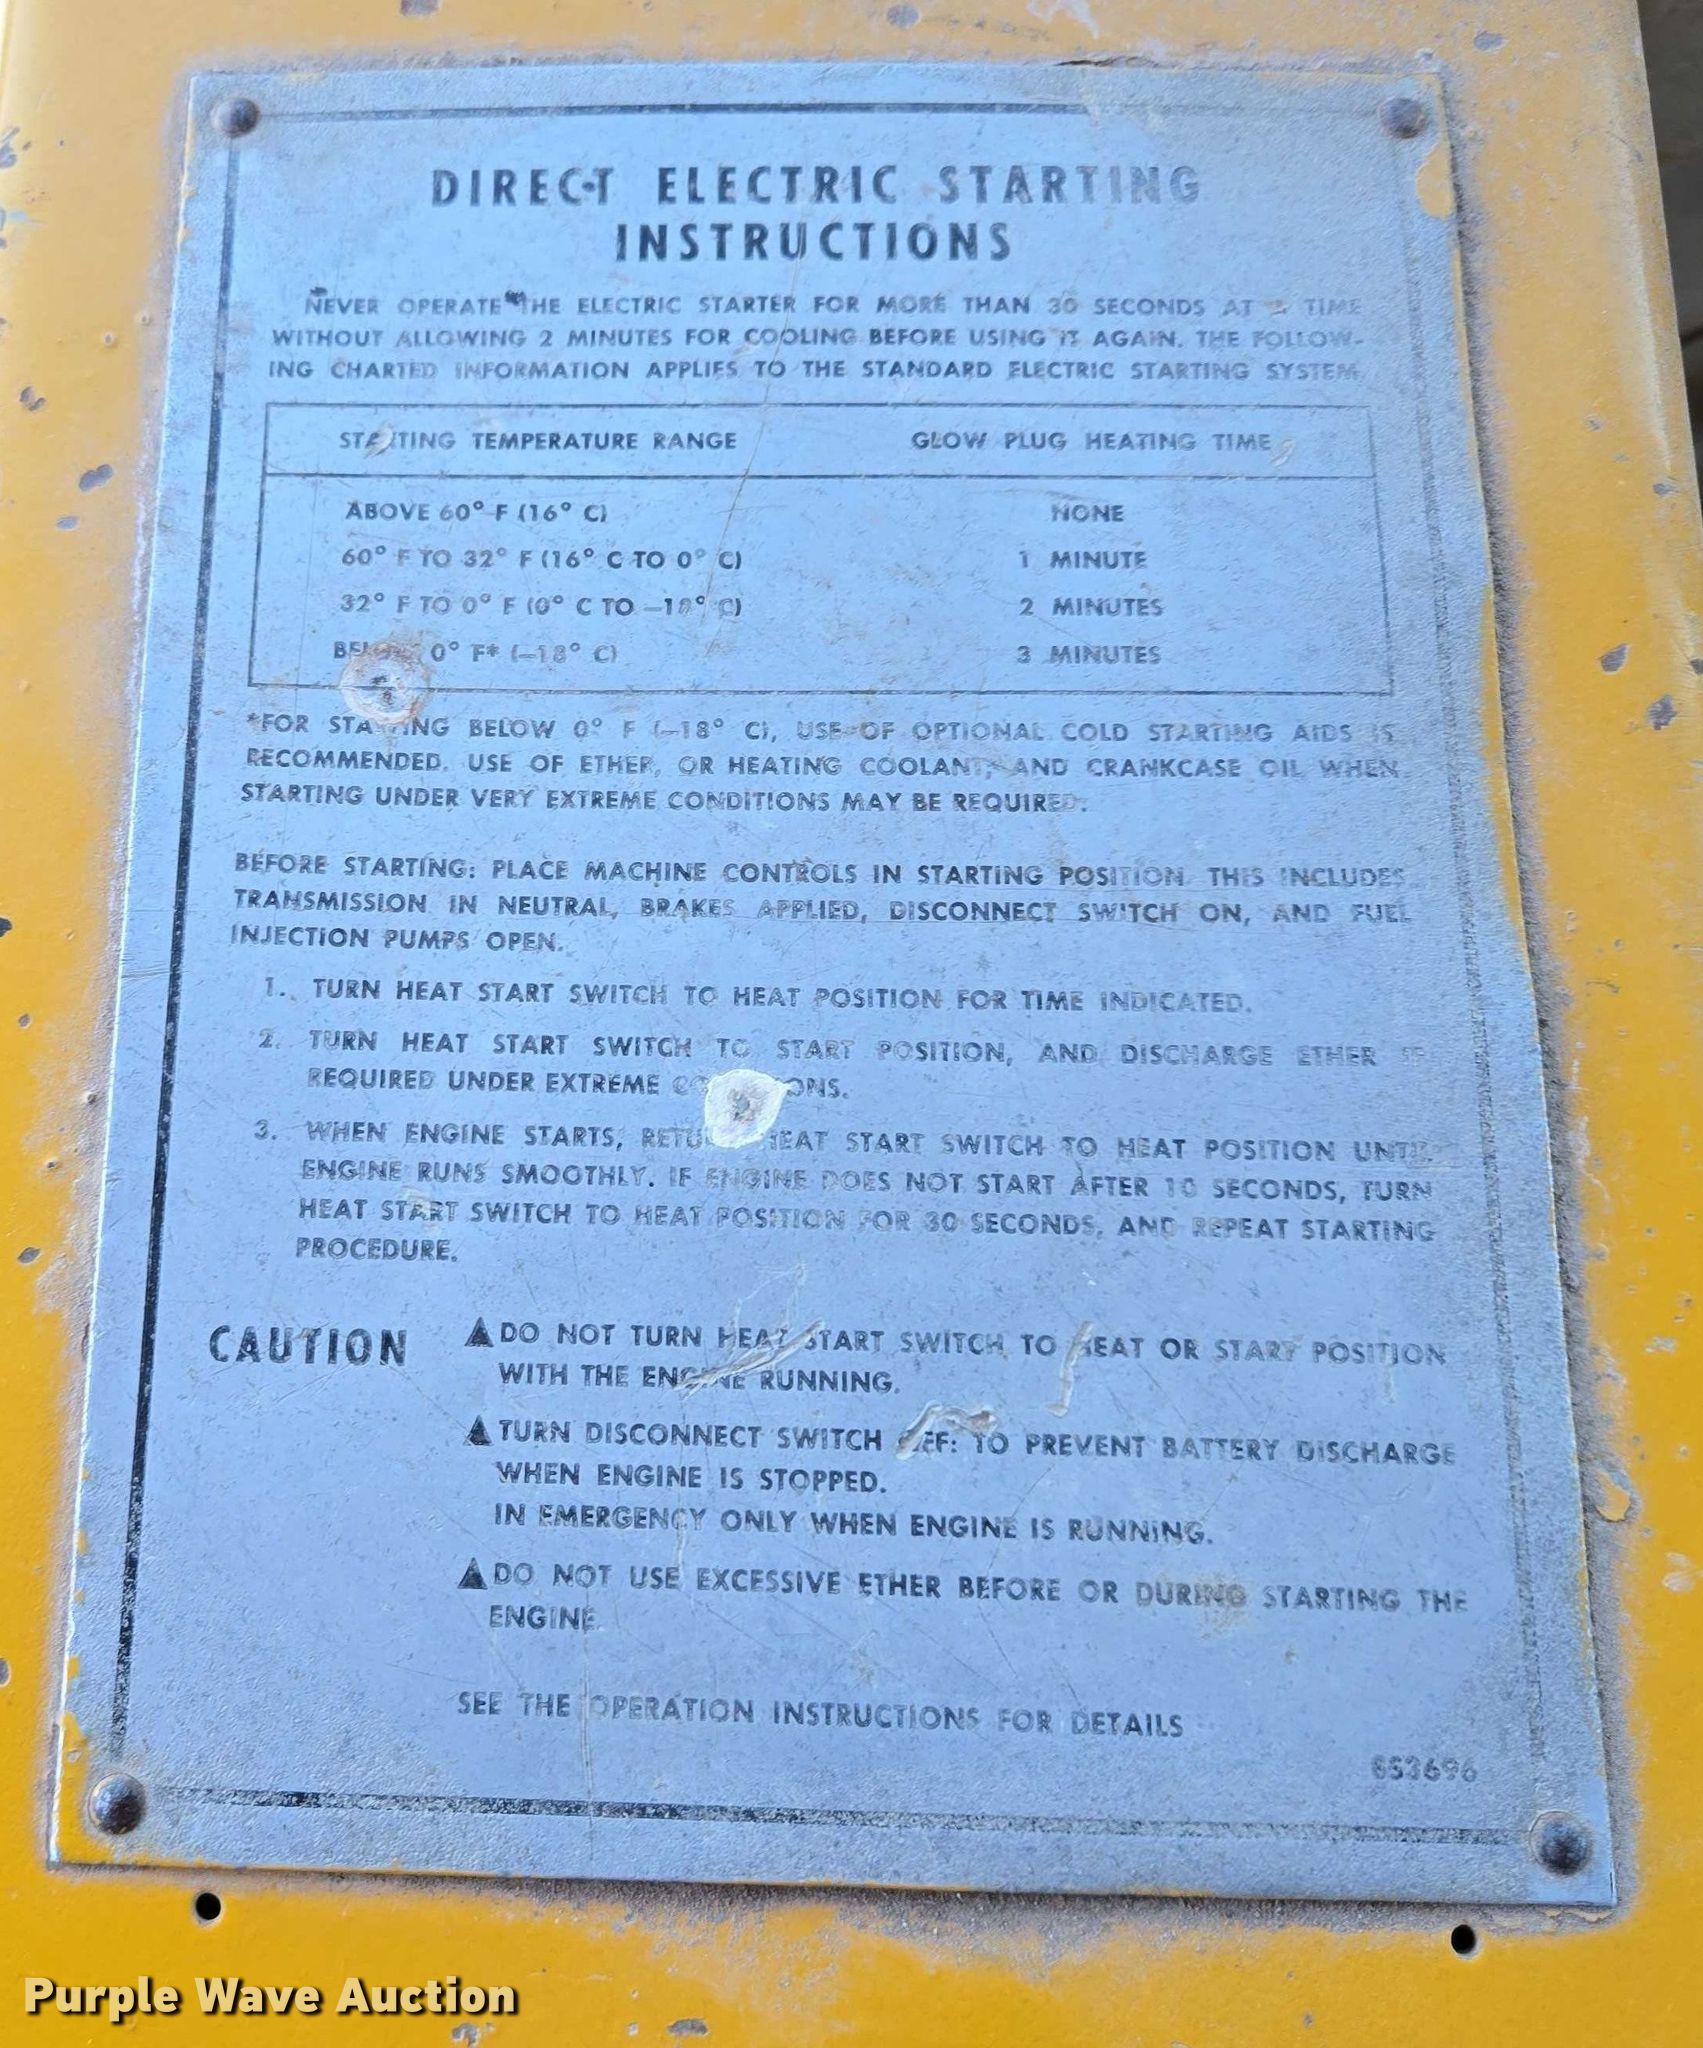 DIRECT ELECTRIC STARTING
INSTRUCTIONS
NEVER OPERATE THE ELECTRIC STARTER FOR MORE THAN 30 SECONDS AT A TIME
WITHOUT ALLOWING 2 MINUTES FOR COOLING BEFORE USING IT AGAIN. THE FOLLOW-
ING CHARTED INFORMATION APPLIES TO THE STANDARD ELECTRIC STARTING SYSTEM
STARTING TEMPERATURE RANGE GLOW PLUG HEATING TIME
ABOVE 60° F (16° C) NONE
60° F TO 32° F (16° C TO 0° C) 1 MINUTE
32° F TO 0° F (0° C TO –18° C) 2 MINUTES
BELOW 0° F* (–18° C) 3 MINUTES
*FOR STARTING BELOW 0° F (–18° C), USE OF OPTIONAL COLD STARTING AIDS IS
RECOMMENDED. USE OF ETHER, OR HEATING COOLANT, AND CRANKCASE OIL WHEN
STARTING UNDER VERY EXTREME CONDITIONS MAY BE REQUIRED.
BEFORE STARTING: PLACE MACHINE CONTROLS IN STARTING POSITION. THIS INCLUDES
TRANSMISSION IN NEUTRAL, BRAKES APPLIED, DISCONNECT SWITCH ON, AND FUEL
INJECTION PUMPS OPEN.
1. TURN HEAT START SWITCH TO HEAT POSITION FOR TIME INDICATED.
2. TURN HEAT START SWITCH TO START POSITION, AND DISCHARGE ETHER IF
REQUIRED UNDER EXTREME CONDITIONS.
3. WHEN ENGINE STARTS, RETURN HEAT START SWITCH TO HEAT POSITION UNTIL
ENGINE RUNS SMOOTHLY. IF ENGINE DOES NOT START AFTER 10 SECONDS, TURN
HEAT START SWITCH TO HEAT POSITION FOR 30 SECONDS, AND REPEAT STARTING
PROCEDURE.
CAUTION ▲DO NOT TURN HEAT START SWITCH TO HEAT OR START POSITION
WITH THE ENGINE RUNNING.
▲TURN DISCONNECT SWITCH OFF: TO PREVENT BATTERY DISCHARGE
WHEN ENGINE IS STOPPED.
IN EMERGENCY ONLY WHEN ENGINE IS RUNNING.
▲DO NOT USE EXCESSIVE ETHER BEFORE OR DURING STARTING THE
ENGINE.
SEE THE OPERATION INSTRUCTIONS FOR DETAILS
Purple Wave Auction